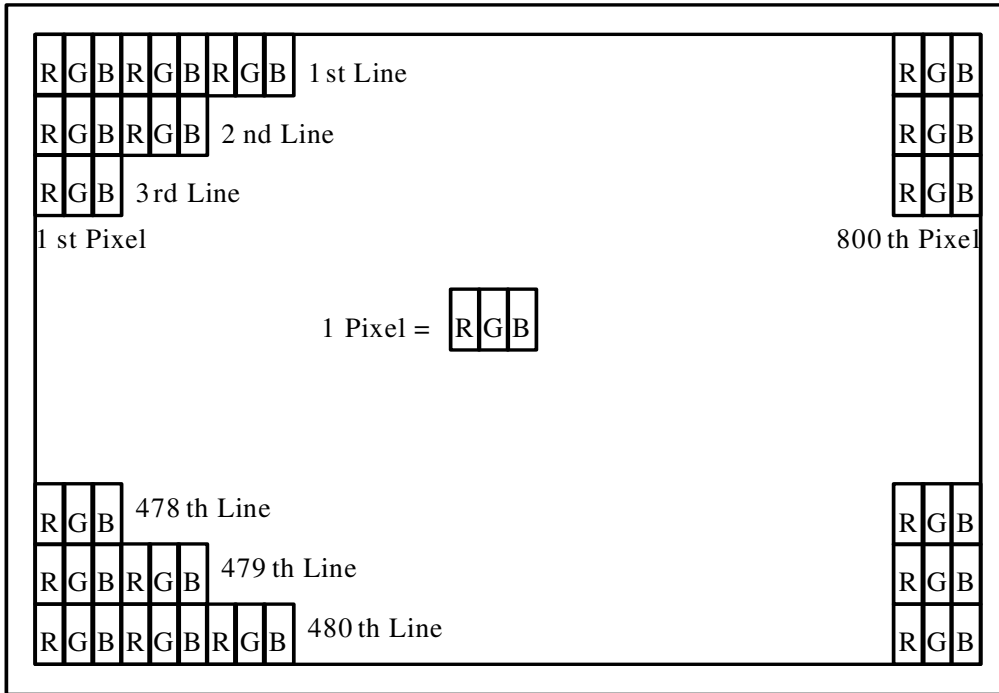 R G B R G B R G B 1 st Line R G B
R G B R G B 2 nd Line R G B
R G B 3 rd Line R G B
1 st Pixel 800 th Pixel
1 Pixel = R G B
R G B 478 th Line R G B
R G B R G B 479 th Line R G B
R G B R G B R G B 480 th Line R G B